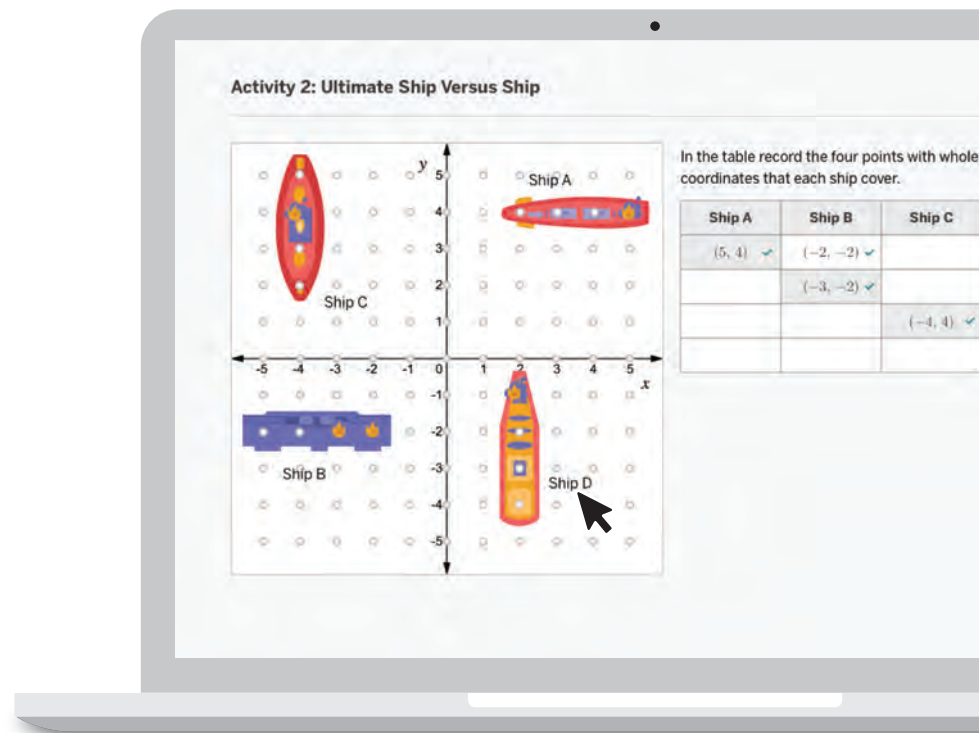 Activity 2: Ultimate Ship Versus Ship
In the table record the four points with whole
coordinates that each ship cover.
y
5
4
3
2
1
-5 -4 -3 -2 -1 0 1 2 3 4 5
x
-1
-2
-3
-4
-5
Ship A
Ship C
Ship B
Ship D
Ship A Ship B Ship C
(5, 4) ✓ (−2, −2) ✓
(−3, −2) ✓
(−4, 4) ✓